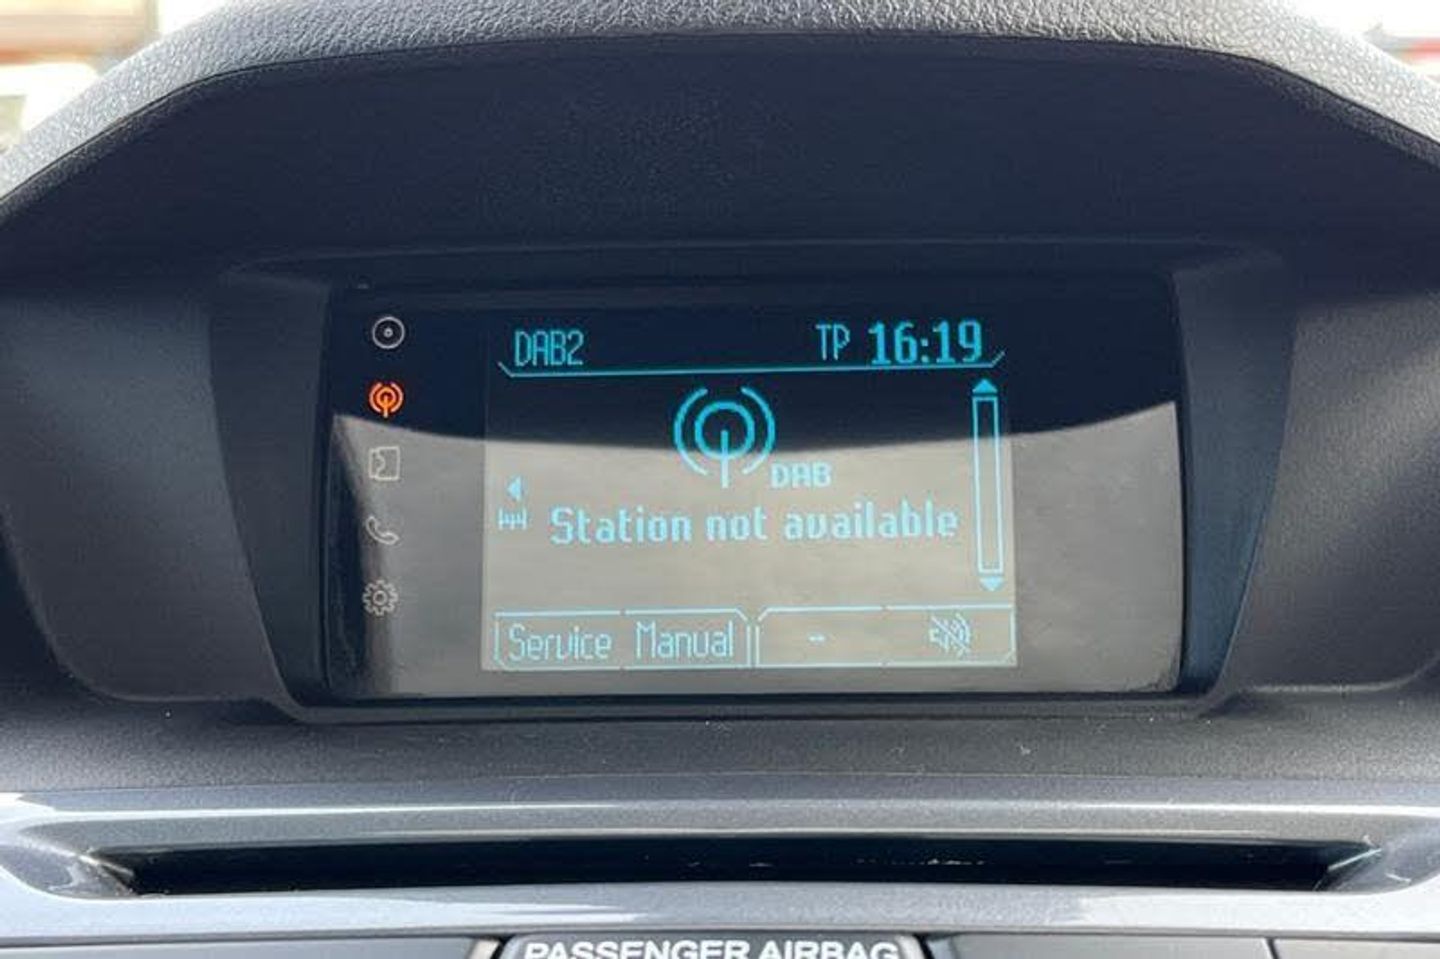 DAB2 TP 16:19
DAB
Station not available
Service Manual --
PASSENGER AIRBAG